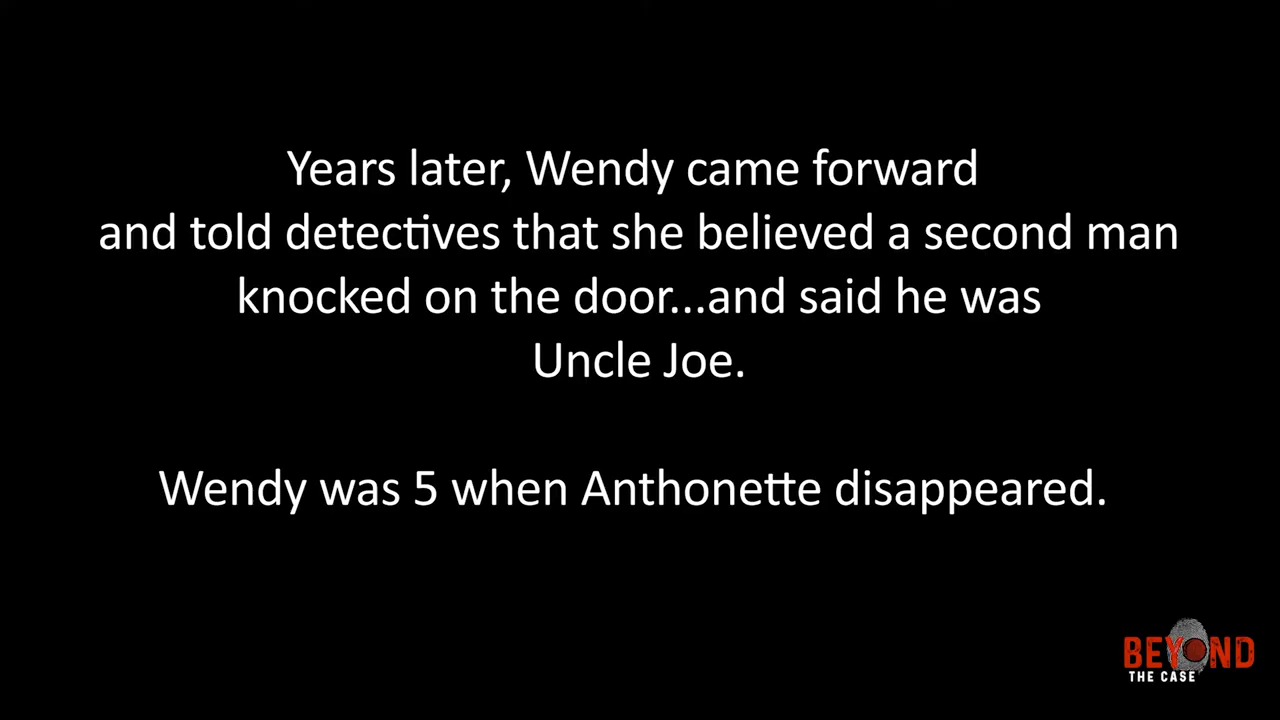 Years later, Wendy came forward
and told detectives that she believed a second man
knocked on the door...and said he was
Uncle Joe.
Wendy was 5 when Anthonette disappeared.
BEYOND
THE CASE